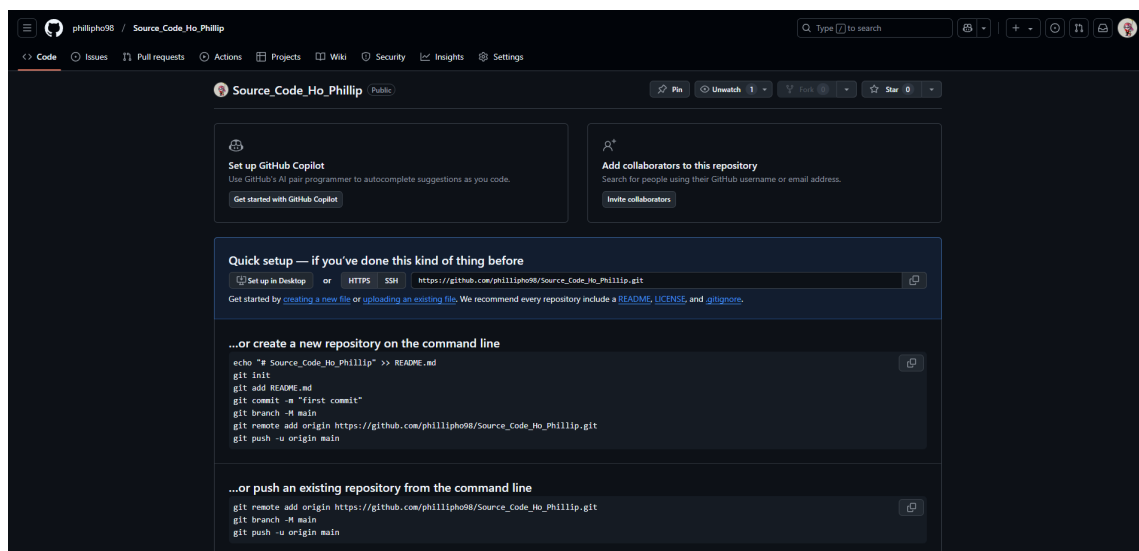 phillipho98 / Source_Code_Ho_Phillip
Type / to search
Code Issues Pull requests Actions Projects Wiki Security Insights Settings
Source_Code_Ho_Phillip Public
Pin Unwatch 1 Fork 0 Star 0
Set up GitHub Copilot
Use GitHub's AI pair programmer to autocomplete suggestions as you code.
Get started with GitHub Copilot
Add collaborators to this repository
Search for people using their GitHub username or email address.
Invite collaborators
Quick setup — if you've done this kind of thing before
Set up in Desktop or HTTPS SSH https://github.com/phillipho98/Source_Code_Ho_Phillip.git
Get started by creating a new file or uploading an existing file. We recommend every repository include a README, LICENSE, and .gitignore.
…or create a new repository on the command line
echo "# Source_Code_Ho_Phillip" >> README.md
git init
git add README.md
git commit -m "first commit"
git branch -M main
git remote add origin https://github.com/phillipho98/Source_Code_Ho_Phillip.git
git push -u origin main
…or push an existing repository from the command line
git remote add origin https://github.com/phillipho98/Source_Code_Ho_Phillip.git
git branch -M main
git push -u origin main